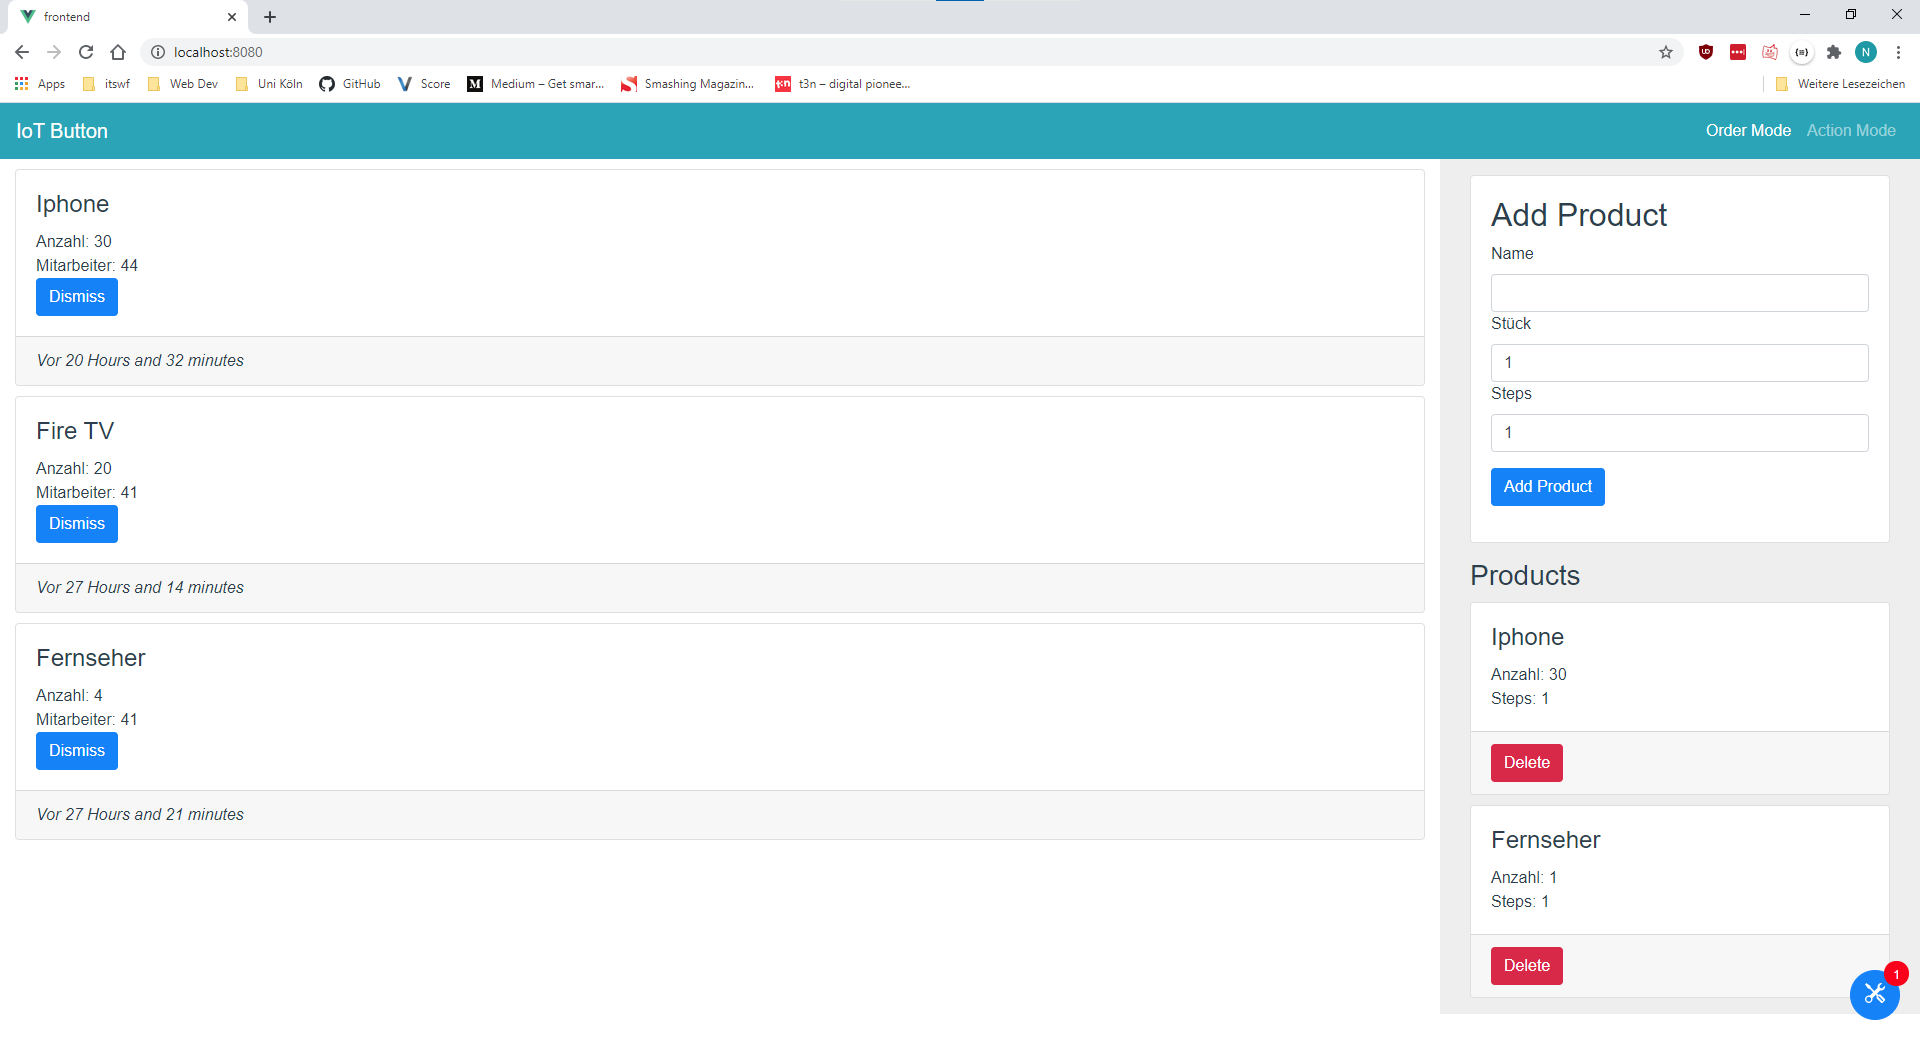 frontend
localhost:8080
N
Apps
itswf
Web Dev
Uni Köln
GitHub
Score
Medium – Get smar...
Smashing Magazin...
t3n – digital pionee...
Weitere Lesezeichen
IoT Button
Order Mode
Action Mode
Iphone
Anzahl: 30
Mitarbeiter: 44
Dismiss
Vor 20 Hours and 32 minutes
Fire TV
Anzahl: 20
Mitarbeiter: 41
Dismiss
Vor 27 Hours and 14 minutes
Fernseher
Anzahl: 4
Mitarbeiter: 41
Dismiss
Vor 27 Hours and 21 minutes
Add Product
Name
Stück
1
Steps
1
Add Product
Products
Iphone
Anzahl: 30
Steps: 1
Delete
Fernseher
Anzahl: 1
Steps: 1
Delete
1